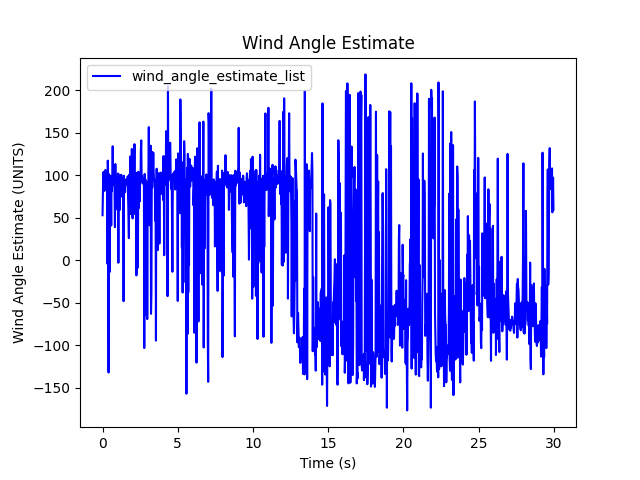 Wind Angle Estimate
wind_angle_estimate_list
Wind Angle Estimate (UNITS)
200
150
100
50
0
−50
−100
−150
0 5 10 15 20 25 30
Time (s)